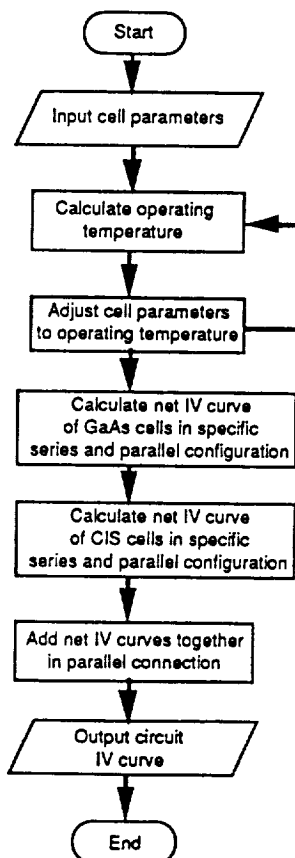 Start
Input cell parameters
Calculate operating
temperature
Adjust cell parameters
to operating temperature
Calculate net IV curve
of GaAs cells in specific
series and parallel configuration
Calculate net IV curve
of CIS cells in specific
series and parallel configuration
Add net IV curves together
in parallel connection
Output circuit
IV curve
End